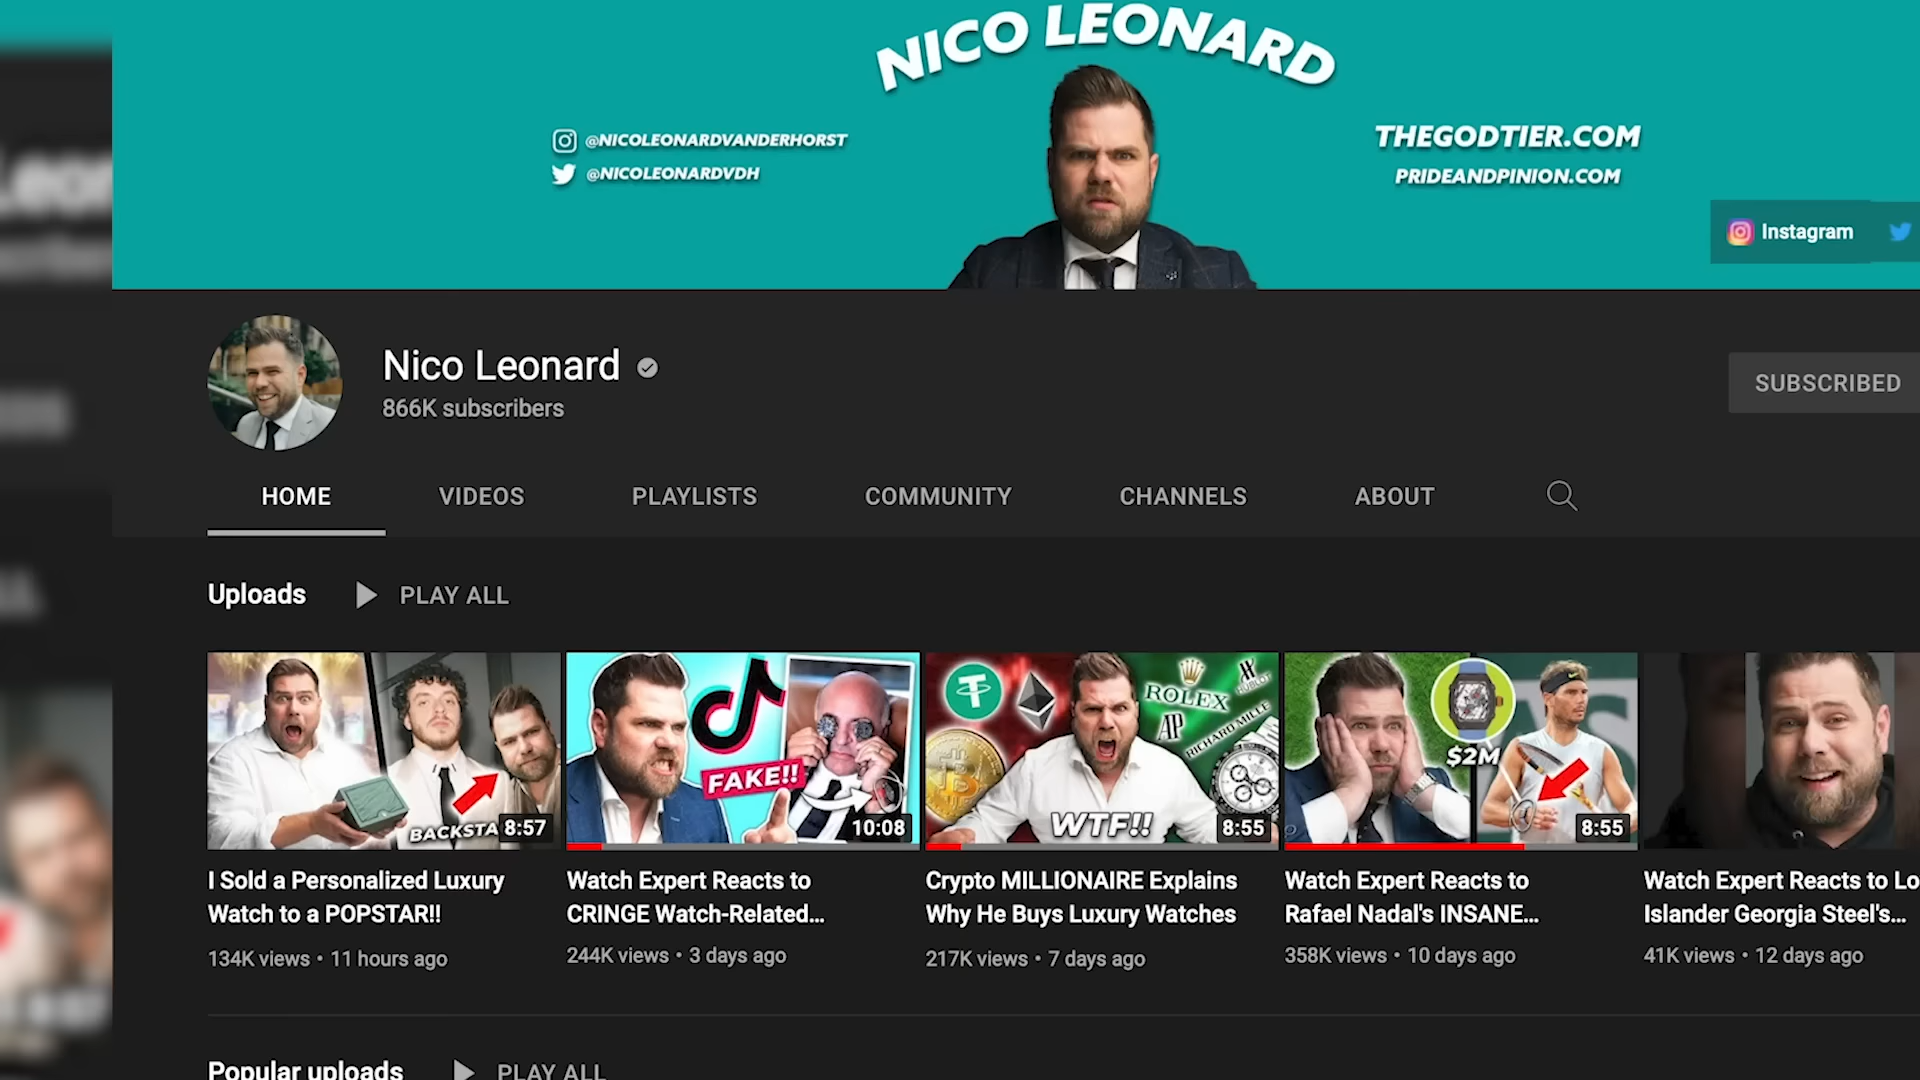 NICO LEONARD
@NICOLEONARDVANDERHORST
@NICOLEONARDVDH
THEGODTIER.COM
PRIDEANDPINION.COM
Instagram
Nico Leonard
866K subscribers
SUBSCRIBED
HOME
VIDEOS
PLAYLISTS
COMMUNITY
CHANNELS
ABOUT
Uploads
PLAY ALL
BACKSTA
8:57
FAKE!!
10:08
ROLEX
HUBLOT
AP
RICHARD MILLE
WTF!!
8:55
$2M
8:55
I Sold a Personalized Luxury
Watch to a POPSTAR!!
134K views • 11 hours ago
Watch Expert Reacts to
CRINGE Watch-Related...
244K views • 3 days ago
Crypto MILLIONAIRE Explains
Why He Buys Luxury Watches
217K views • 7 days ago
Watch Expert Reacts to
Rafael Nadal's INSANE...
358K views • 10 days ago
Watch Expert Reacts to Lo
Islander Georgia Steel's...
41K views • 12 days ago
Popular uploads
PLAY ALL